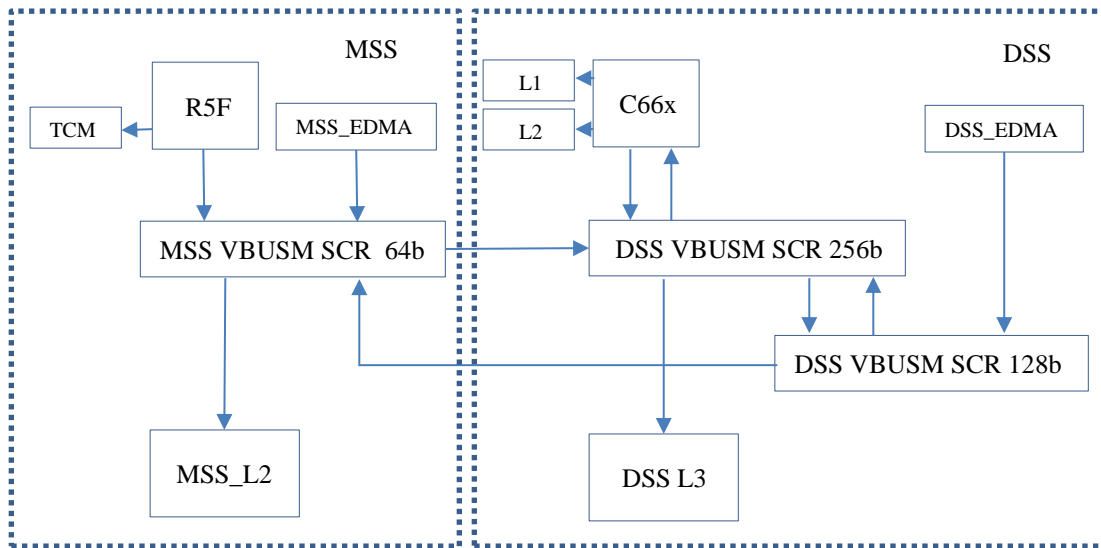 MSS
R5F
TCM
MSS_EDMA
MSS VBUSM SCR 64b
MSS_L2
DSS
L1
L2
C66x
DSS_EDMA
DSS VBUSM SCR 256b
DSS VBUSM SCR 128b
DSS L3